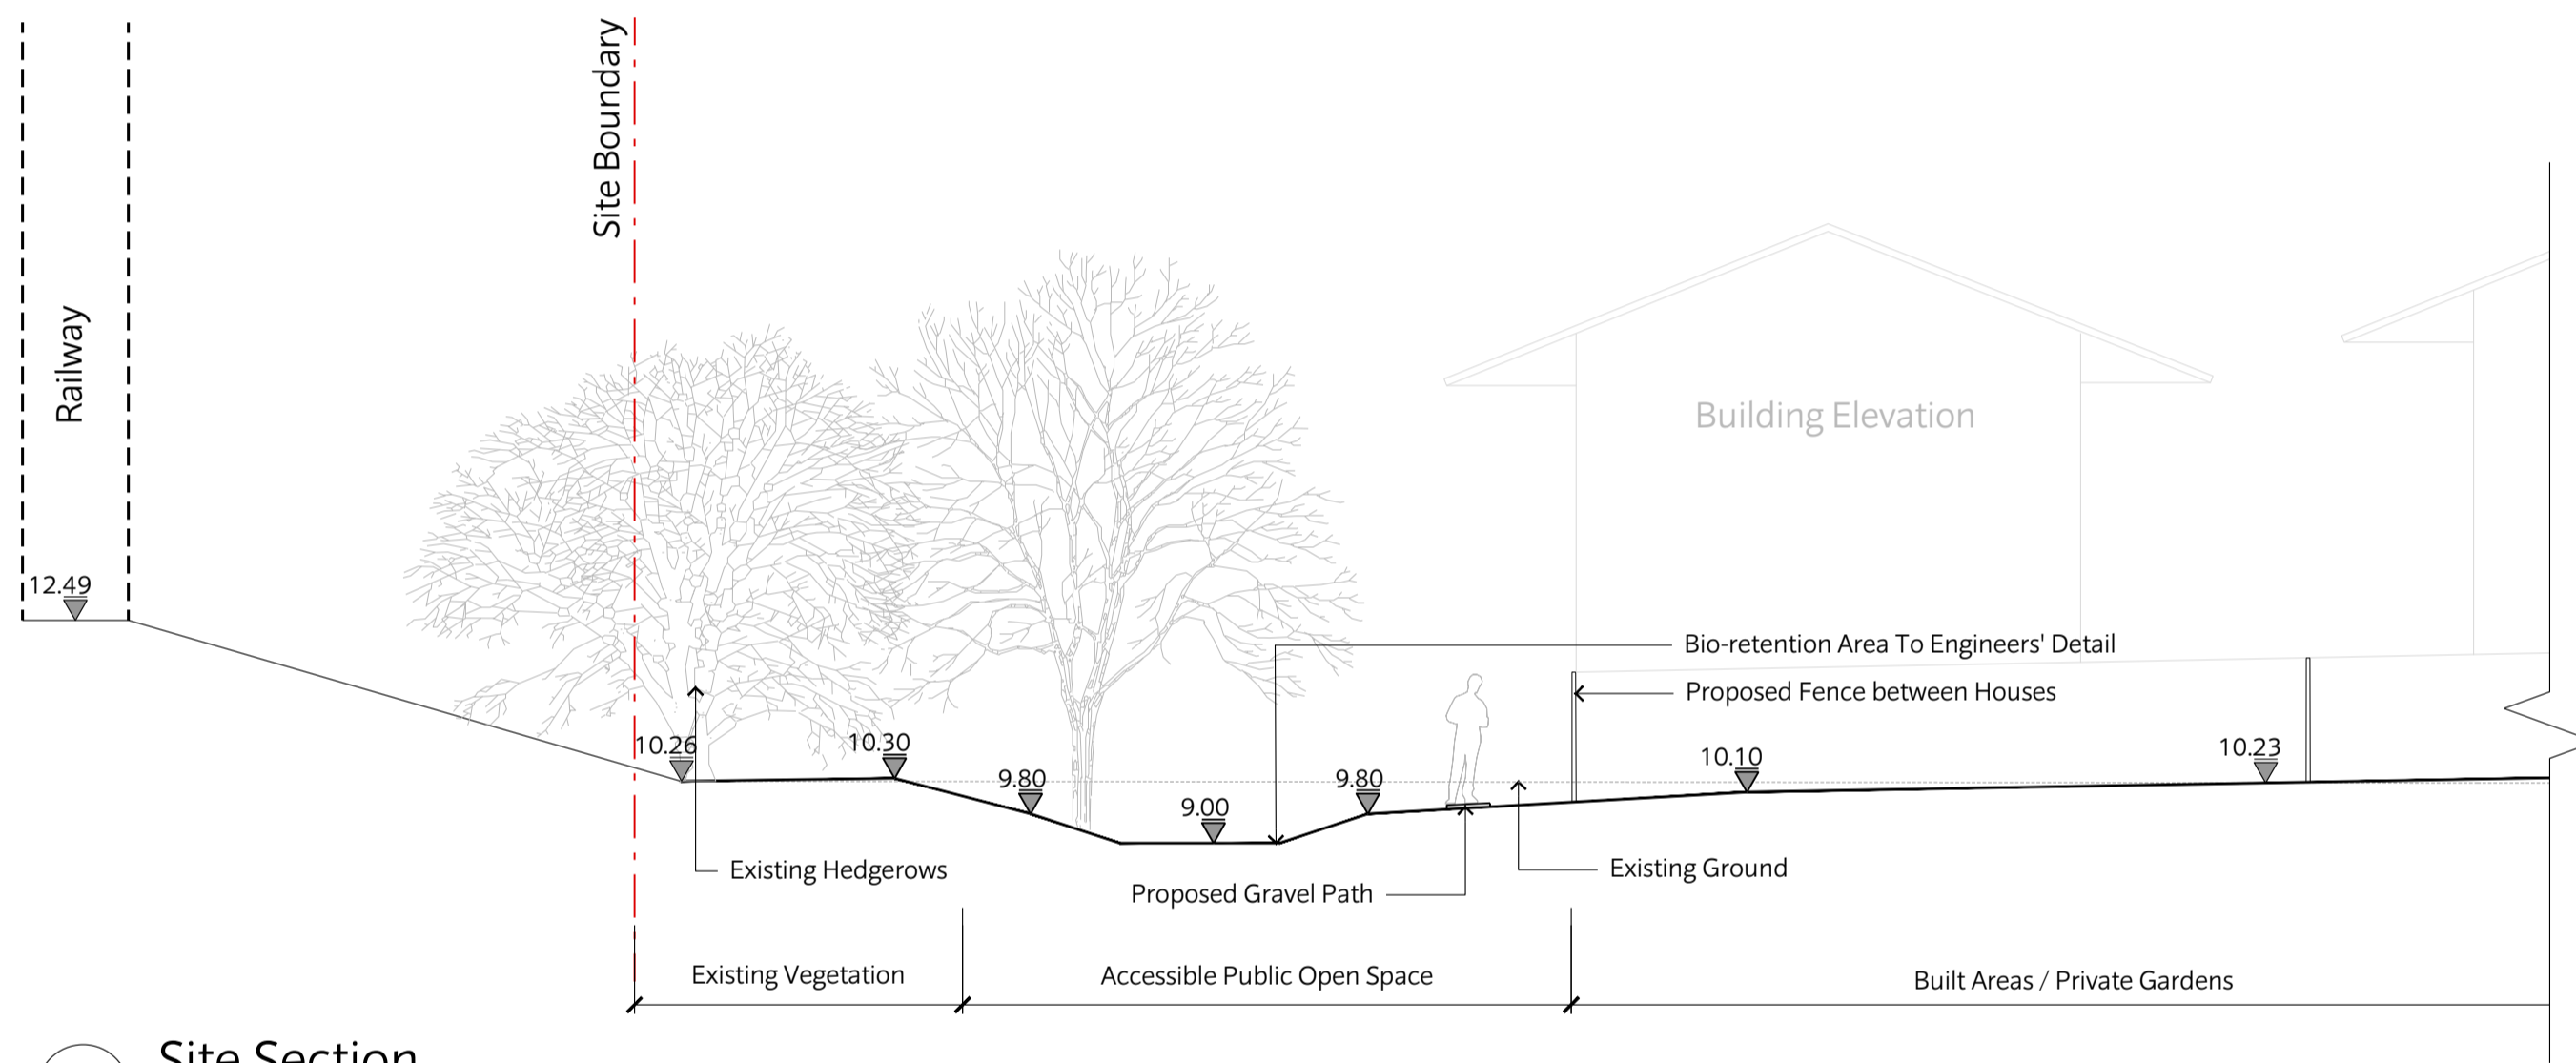 Site Boundary
Railway
Building Elevation
12.49
Bio-retention Area To Engineers' Detail
Proposed Fence between Houses
10.26
10.30
9.80
9.00
9.80
10.10
10.23
Existing Hedgerows
Proposed Gravel Path
Existing Ground
Existing Vegetation
Accessible Public Open Space
Built Areas / Private Gardens
Site Section